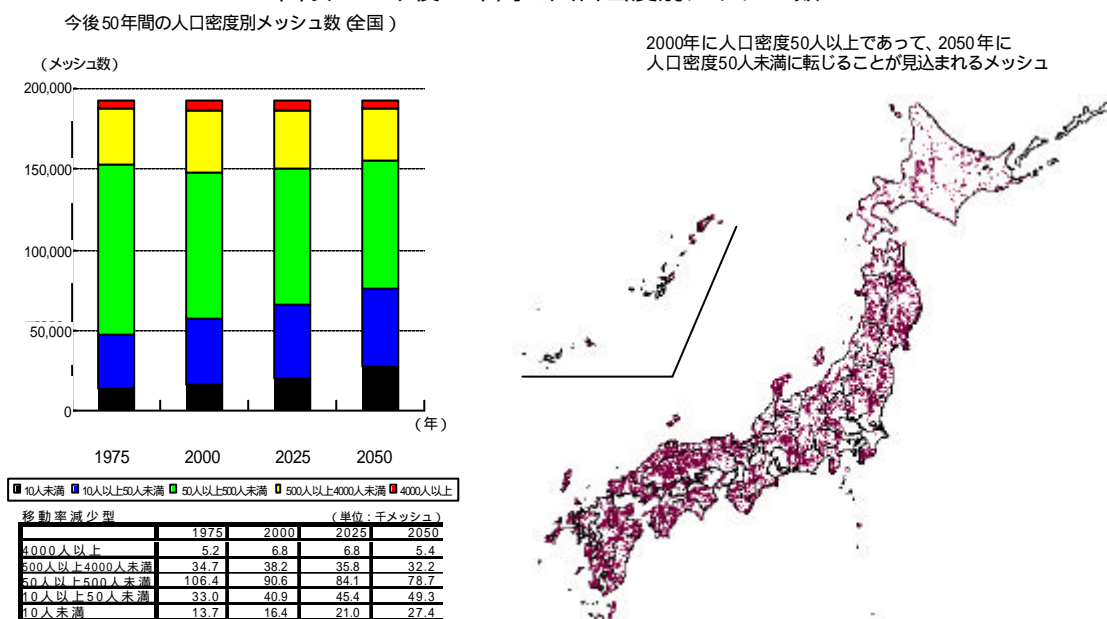 今後50年間の人口密度別メッシュ数(全国)
(メッシュ数)
200,000
150,000
100,000
50,000
0
(年)
1975 2000 2025 2050
10人未満 10人以上50人未満 50人以上500人未満 500人以上4000人未満 4000人以上
移動率減少型 (単位:千メッシュ)
1975 2000 2025 2050
4000人以上 5.2 6.8 6.8 5.4
500人以上4000人未満 34.7 38.2 35.8 32.2
50人以上500人未満 106.4 90.6 84.1 78.7
10人以上50人未満 33.0 40.9 45.4 49.3
10人未満 13.7 16.4 21.0 27.4
2000年に人口密度50人以上であって、2050年に
人口密度50人未満に転じることが見込まれるメッシュ